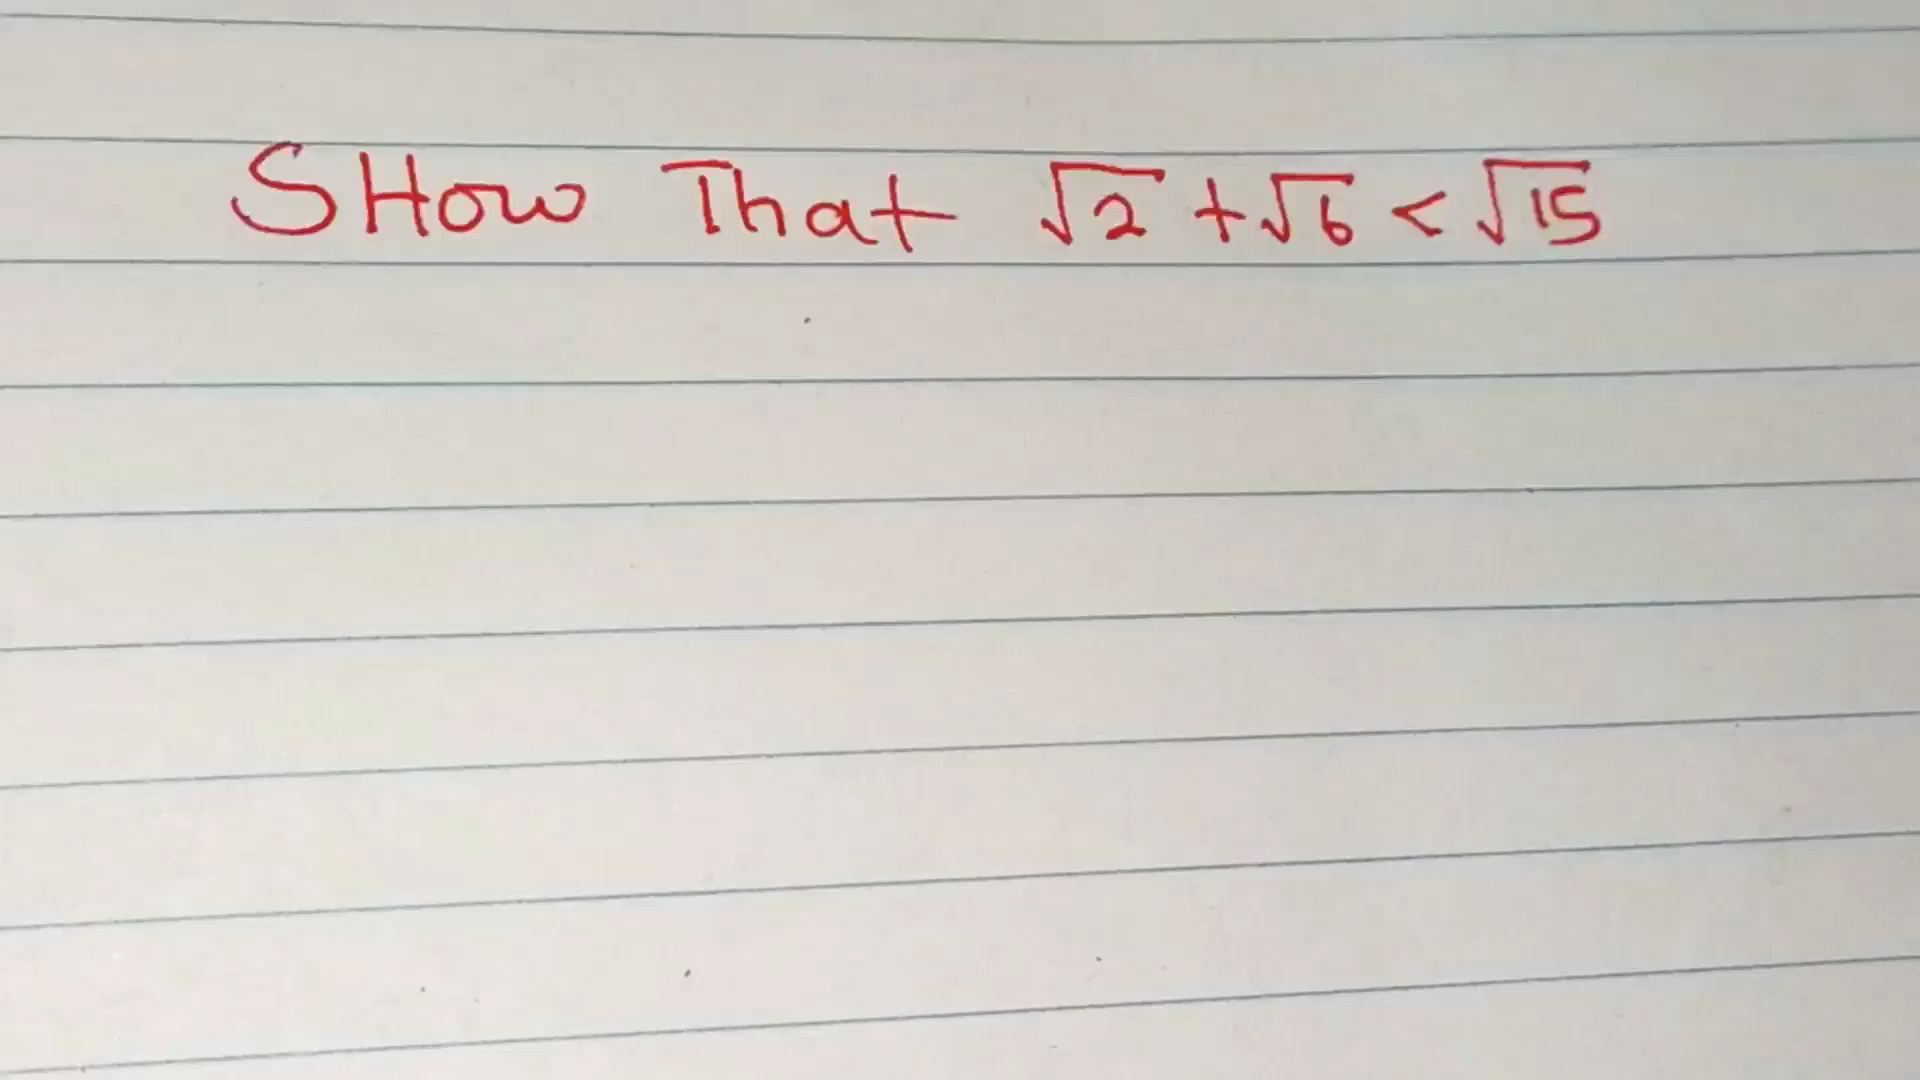 SHow That √2 + √6 < √15